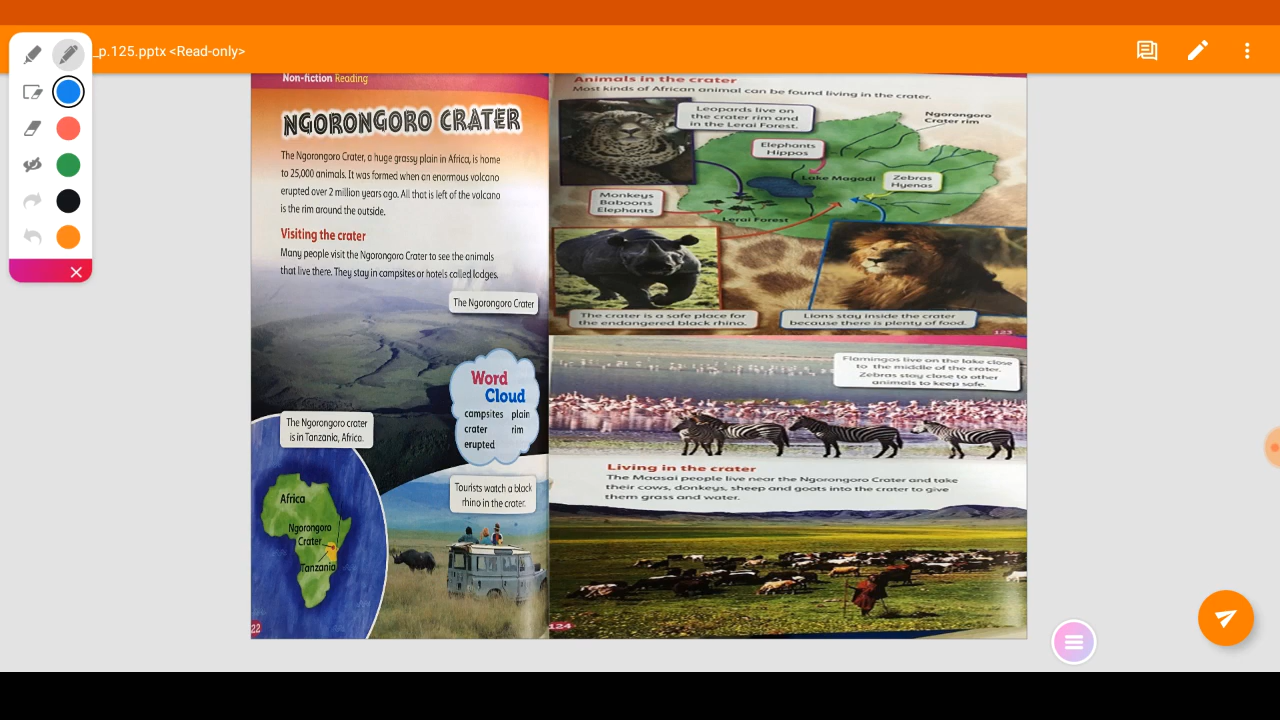 _p.125.pptx <Read-only>
Non-fiction Reading
NGORONGORO CRATER
The Ngorongoro Crater, a huge grassy plain in Africa, is home
to 25,000 animals. It was formed when an enormous volcano
erupted over 2 million years ago. All that is left of the volcano
is the rim around the outside.
Visiting the crater
Many people visit the Ngorongoro Crater to see the animals
that live there. They stay in campsites or hotels called lodges.
The Ngorongoro Crater
Word
Cloud
campsites plain
crater rim
erupted
The Ngorongoro crater
is in Tanzania, Africa.
Africa
Ngorongoro
Crater
Tanzania
Tourists watch a black
rhino in the crater.
22
Animals in the crater
Most kinds of African animal can be found living in the crater.
Leopards live on
the crater rim and
in the Lerai Forest.
Ngorongoro
Crater rim
Elephants
Hippos
Lake Magadi
Zebras
Hyenas
Monkeys
Baboons
Elephants
Lerai Forest
The crater is a safe place for
the endangered black rhino.
Lions stay inside the crater
because there is plenty of food.
123
Flamingos live on the lake close
to the middle of the crater.
Zebras stay close to other
animals to keep safe.
Living in the crater
The Maasai people live near the Ngorongoro Crater and take
their cows, donkeys, sheep and goats into the crater to give
them grass and water.
124